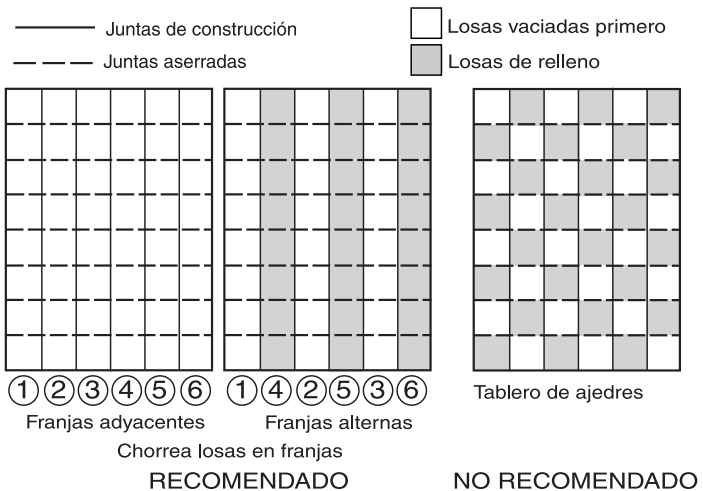 Juntas de construcción
Juntas aserradas
Losas vaciadas primero
Losas de relleno
1 2 3 4 5 6
Franjas adyacentes
1 4 2 5 3 6
Franjas alternas
Chorrea losas en franjas
RECOMENDADO
Tablero de ajedres
NO RECOMENDADO